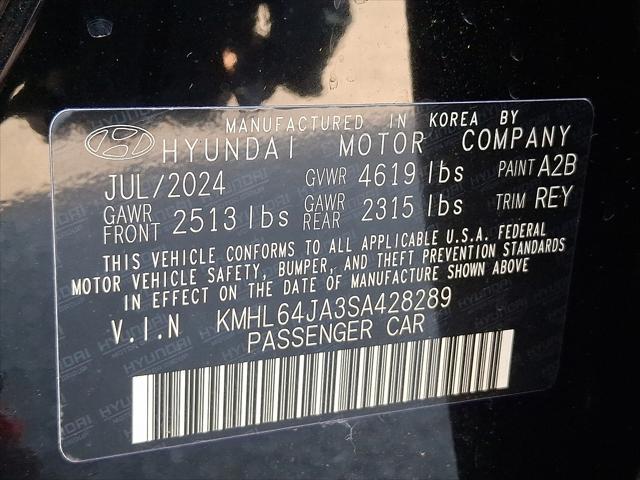 MANUFACTURED IN KOREA BY
HYUNDAI MOTOR COMPANY
JUL/2024 GVWR 4619 lbs PAINT A2B
GAWR FRONT 2513 lbs GAWR REAR 2315 lbs TRIM REY
THIS VEHICLE CONFORMS TO ALL APPLICABLE U.S.A. FEDERAL
MOTOR VEHICLE SAFETY, BUMPER, AND THEFT PREVENTION STANDARDS
IN EFFECT ON THE DATE OF MANUFACTURE SHOWN ABOVE
V.I.N KMHL64JA3SA428289
PASSENGER CAR